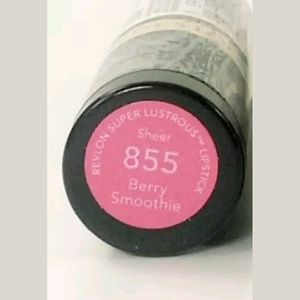 REVLON SUPER LUSTROUS™ LIPSTICK
Sheer
855
Berry
Smoothie